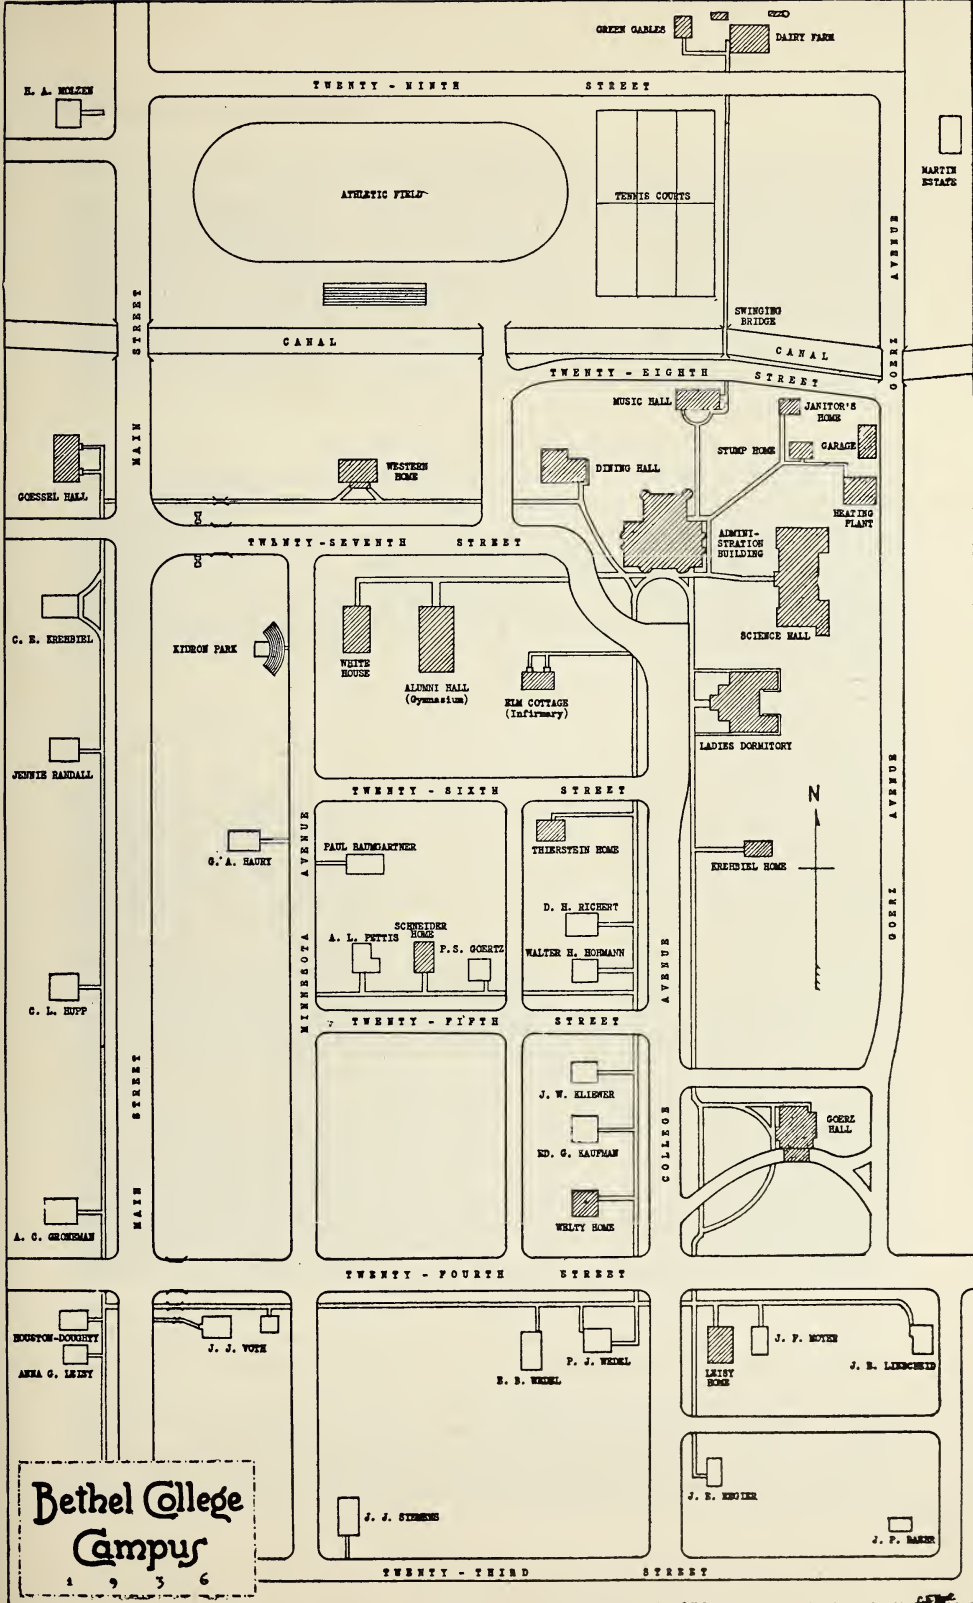 GREEN GABLES
DAIRY FARM
TWENTY - NINTH STREET
H. A. MOLZEN
MARTIN
ESTATE
ATHLETIC FIELD
TENNIS COURTS
AVENUE
SWINGING
BRIDGE
STREET
CANAL
CANAL
GOERZ
TWENTY - EIGHTH STREET
MUSIC HALL
JANITOR'S
HOME
MAIN
STUMP HOME
GARAGE
WESTERN
HOME
DINING HALL
GOESSEL HALL
HEATING
PLANT
TWENTY-SEVENTH STREET
ADMINI-
STRATION
BUILDING
C. E. KREHBIEL
KIDRON PARK
WHITE
HOUSE
SCIENCE HALL
ALUMNI HALL
(Gymnasium)
ELM COTTAGE
(Infirmary)
JENNIE RANDALL
LADIES DORMITORY
TWENTY - SIXTH STREET
N
AVENUE
AVENUE
G. A. HAURY
PAUL BAUMGARTNER
THIERSTEIN HOME
KREHBIEL HOME
GOERZ
D. H. RICHERT
SCHNEIDER
HOME
A. L. PETTIS
P.S. GOERTZ
WALTER H. HOHMANN
MINNESOTA
AVENUE
C. L. HUPP
TWENTY - FIFTH STREET
STREET
J. W. KLIEWER
COLLEGE
GOERZ
HALL
ED. G. KAUFMAN
MAIN
WELTY HOME
A. C. GRONEMAN
TWENTY - FOURTH STREET
HOUSTON-DOUGHTY
J. J. VOTH
ANNA G. LEISY
P. J. WEDEL
E. B. WEDEL
LEISY
HOME
J. F. MOYER
J. R. LINSCHEID
Bethel College
Campus
1 9 3 6
J. J. SIEMENS
J. E. REGIER
J. P. BAKER
TWENTY - THIRD STREET